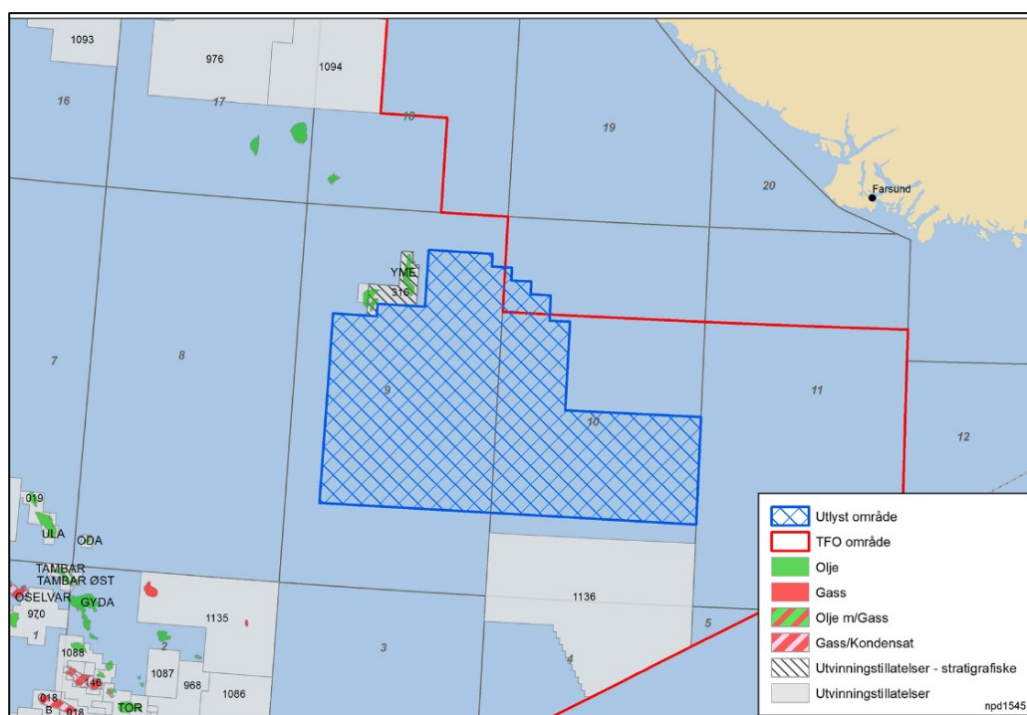 1093
976
1094
16
17
18
19
20
Farsund
YME
316
7
8
9
10
11
12
019
ULA
ODA
TAMBAR
TAMBAR ØST
OSELVAR
GYDA
970
1
1135
1136
2
3
4
5
1088
1087
146
968
1086
018
018
B
TOR
Utlyst område
TFO område
Olje
Gass
Olje m/Gass
Gass/Kondensat
Utvinningstillatelser - stratigrafiske
Utvinningstillatelser
npd1545